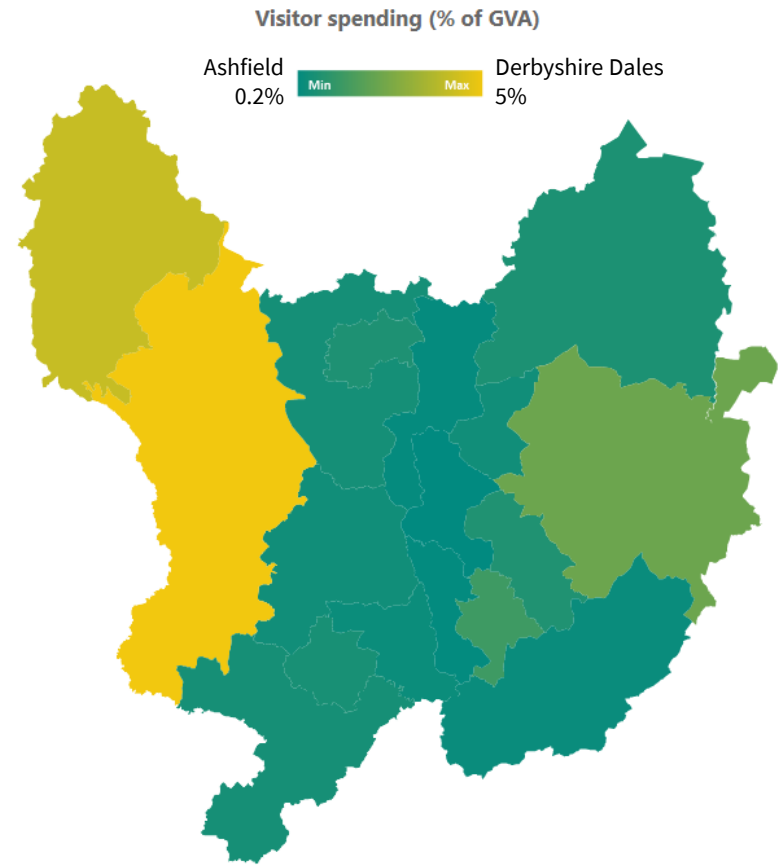 Visitor spending (% of GVA)
Ashfield
0.2%
Min
Max
Derbyshire Dales
5%